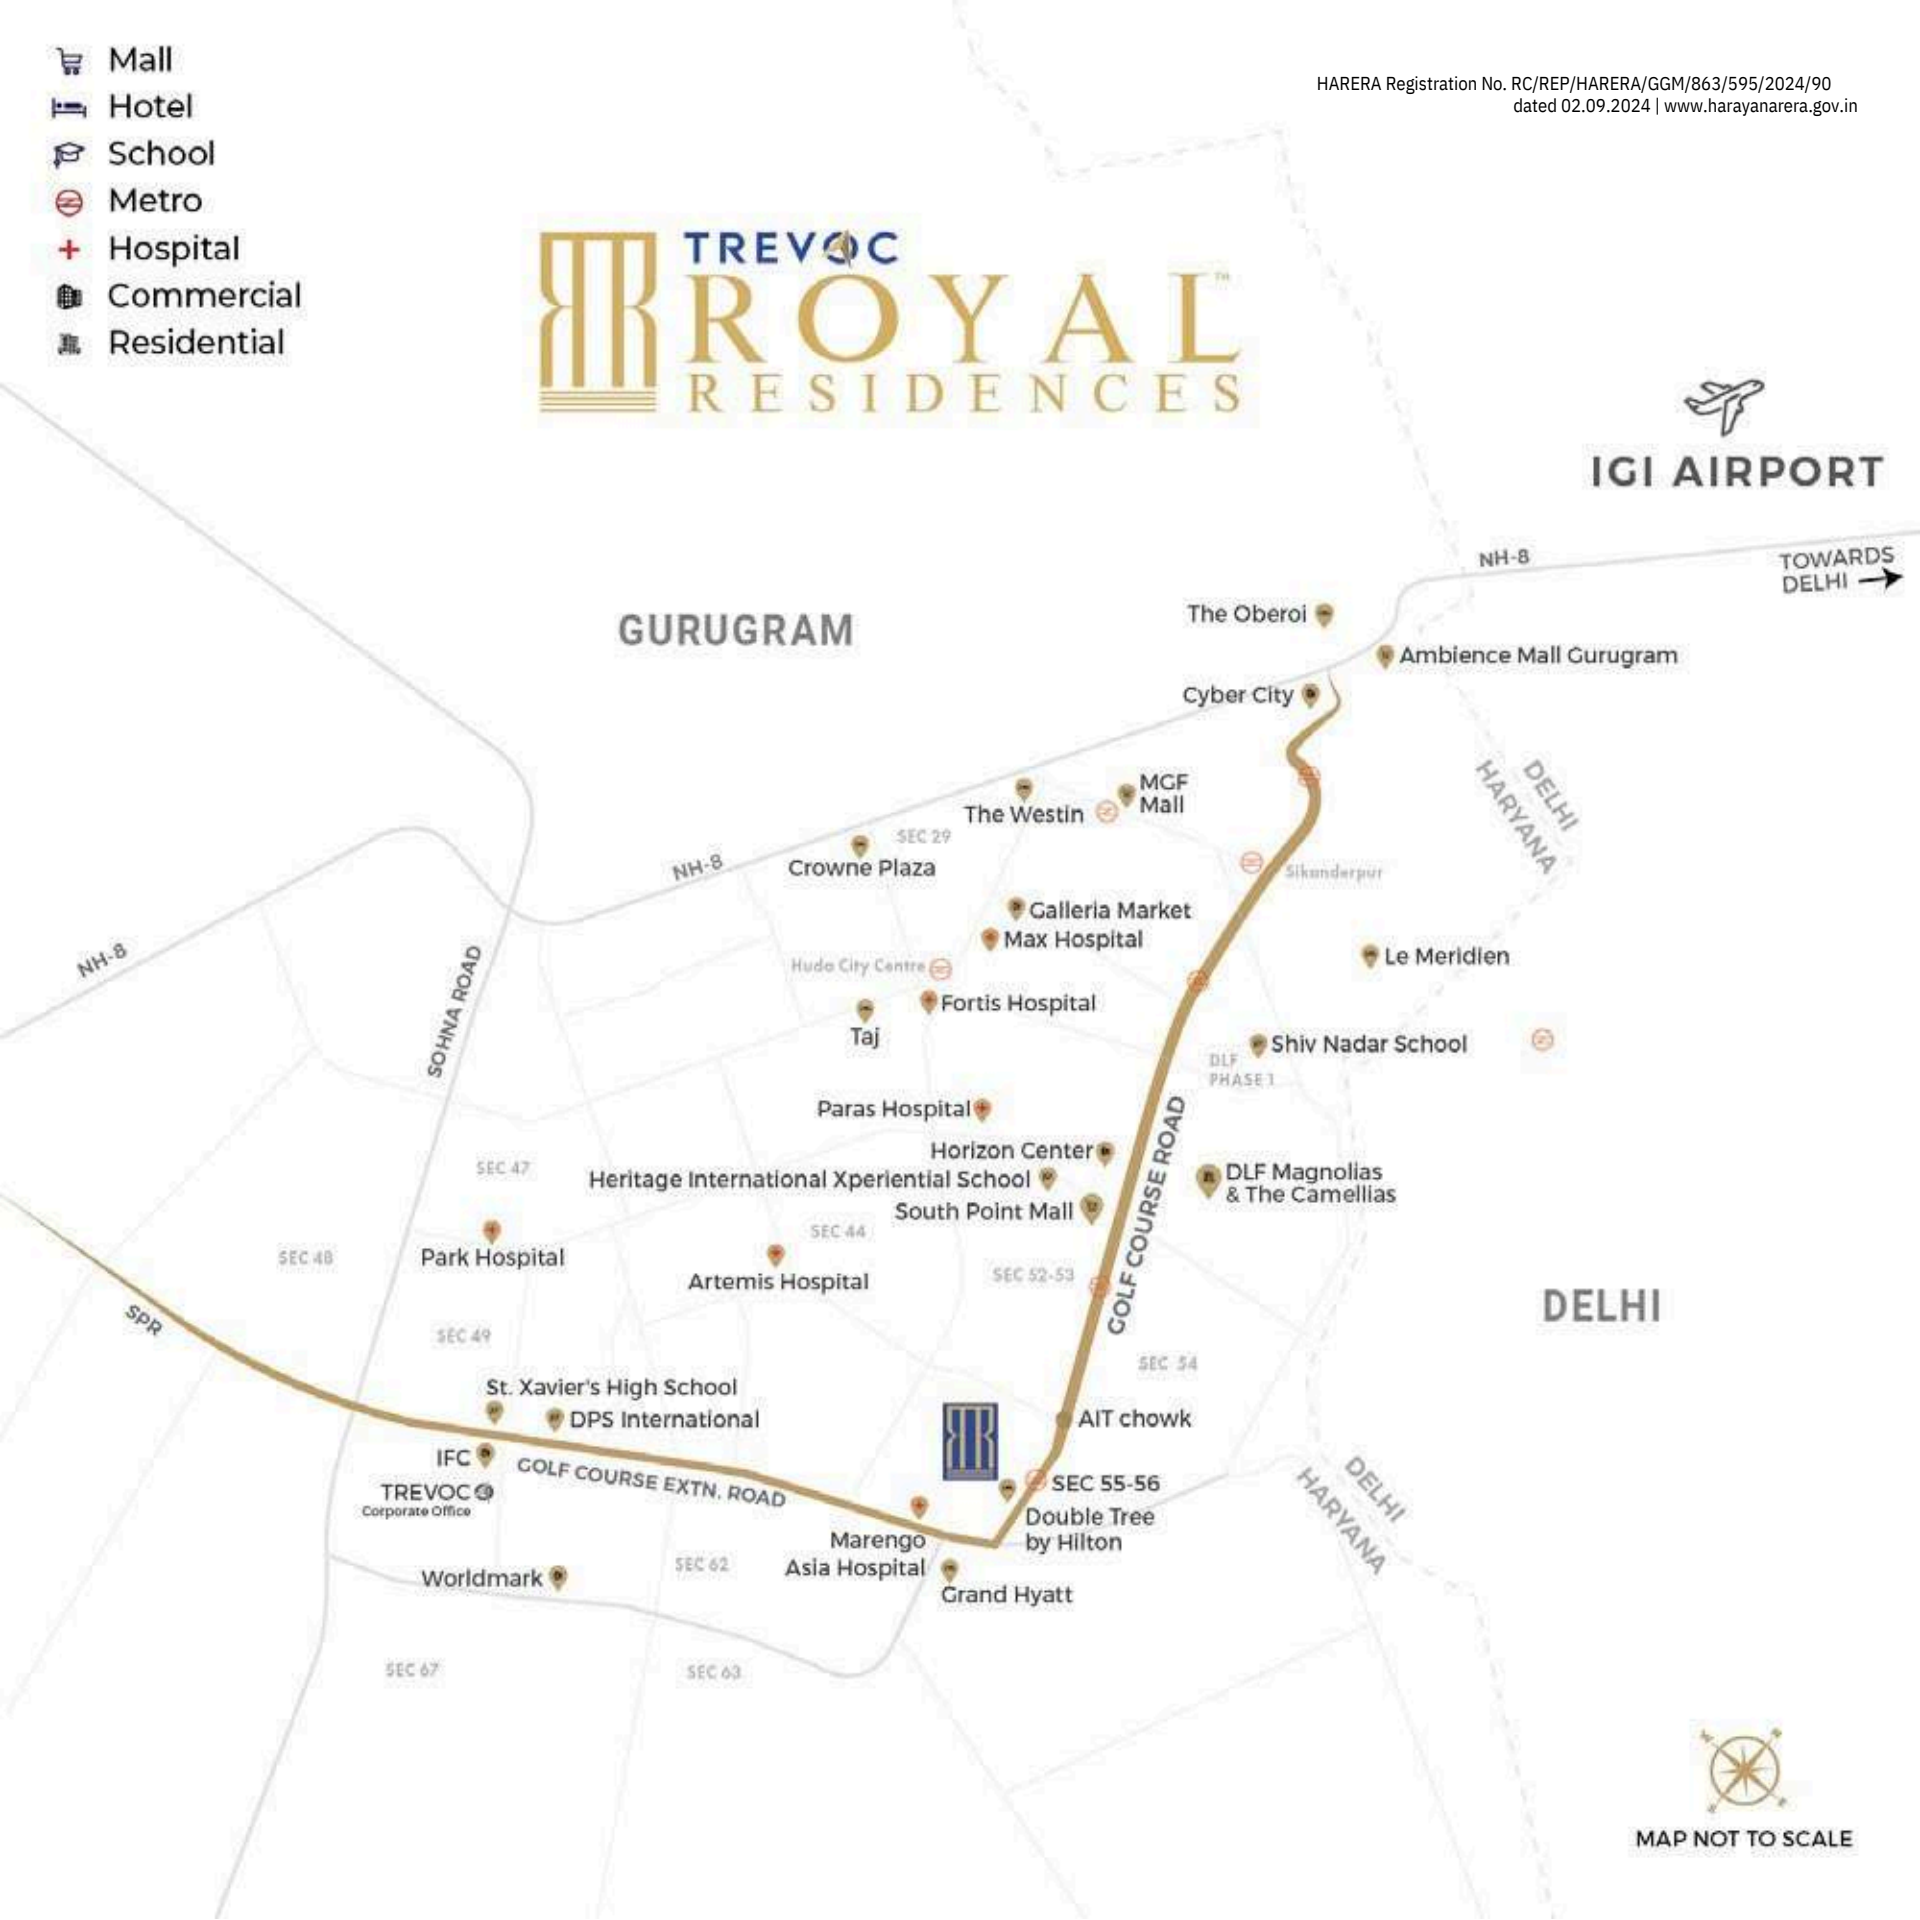 Mall
Hotel
School
Metro
Hospital
Commercial
Residential
HARERA Registration No. RC/REP/HARERA/GGM/863/595/2024/90
dated 02.09.2024 | www.harayanarera.gov.in
TREVOC
ROYAL™
RESIDENCES
IGI AIRPORT
NH-8
TOWARDS
DELHI
GURUGRAM
The Oberoi
Ambience Mall Gurugram
Cyber City
DELHI
HARYANA
MGF
Mall
The Westin
SEC 29
Crowne Plaza
NH-8
Sikanderpur
Galleria Market
Max Hospital
NH-8
SOHNA ROAD
Huda City Centre
Le Meridien
Fortis Hospital
Taj
Shiv Nadar School
DLF
PHASE 1
Paras Hospital
Horizon Center
GOLF COURSE ROAD
SEC 47
Heritage International Xperiential School
DLF Magnolias
& The Camellias
South Point Mall
SEC 44
SEC 48
Park Hospital
Artemis Hospital
SEC 52-53
DELHI
SPR
SEC 49
SEC 54
St. Xavier's High School
DPS International
AIT chowk
IFC
GOLF COURSE EXTN. ROAD
TREVOC
Corporate Office
SEC 55-56
DELHI
HARYANA
Double Tree
by Hilton
Marengo
Asia Hospital
SEC 62
Worldmark
Grand Hyatt
SEC 67
SEC 63
MAP NOT TO SCALE